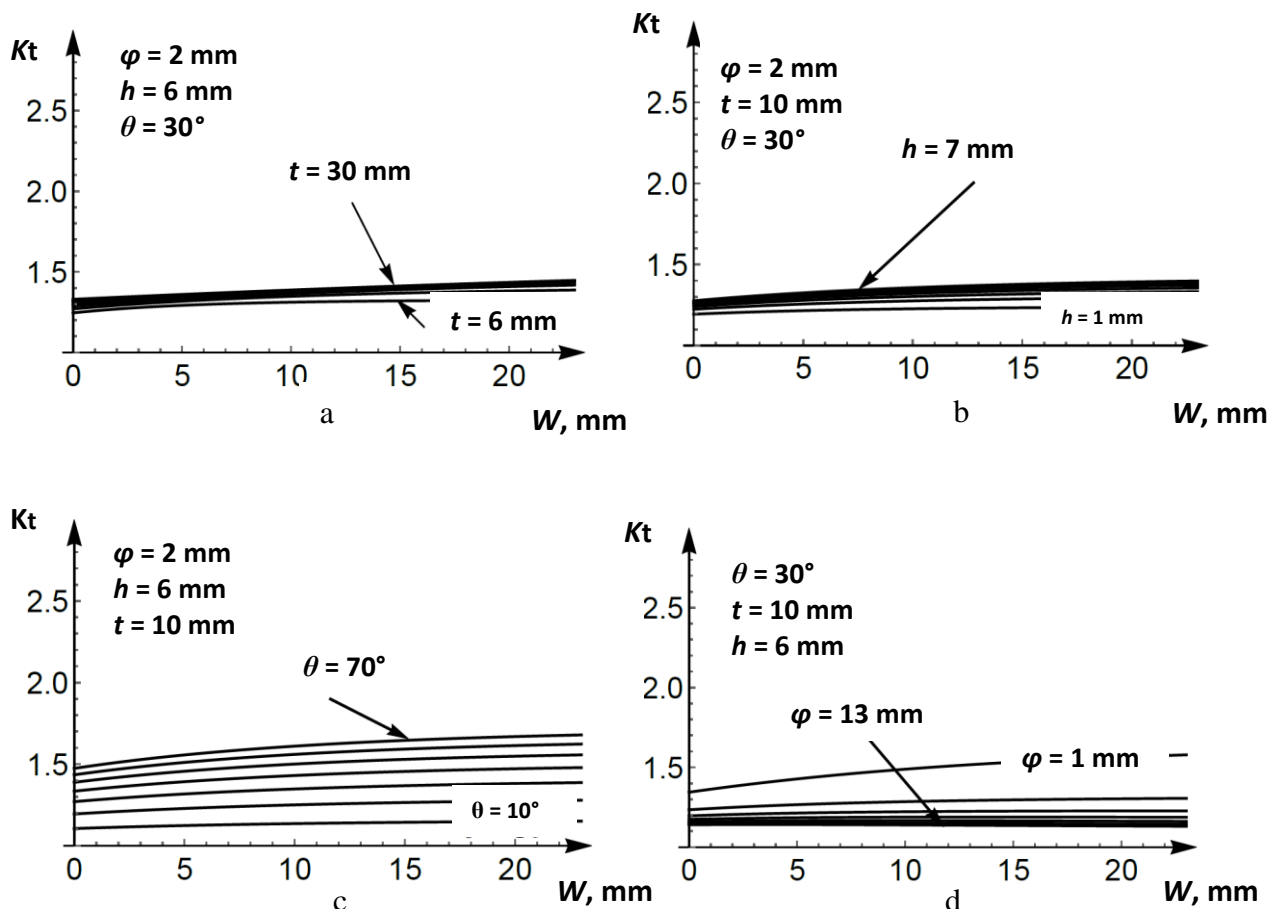 Kt
φ = 2 mm
h = 6 mm
θ = 30°
t = 30 mm
t = 6 mm
2.5
2.0
1.5
0 5 10 15 20
W, mm
a
Kt
φ = 2 mm
t = 10 mm
θ = 30°
h = 7 mm
h = 1 mm
2.5
2.0
1.5
0 5 10 15 20
W, mm
b
Kt
φ = 2 mm
h = 6 mm
t = 10 mm
θ = 70°
θ = 10°
2.5
2.0
1.5
0 5 10 15 20
W, mm
c
Kt
θ = 30°
t = 10 mm
h = 6 mm
φ = 13 mm
φ = 1 mm
2.5
2.0
1.5
0 5 10 15 20
W, mm
d